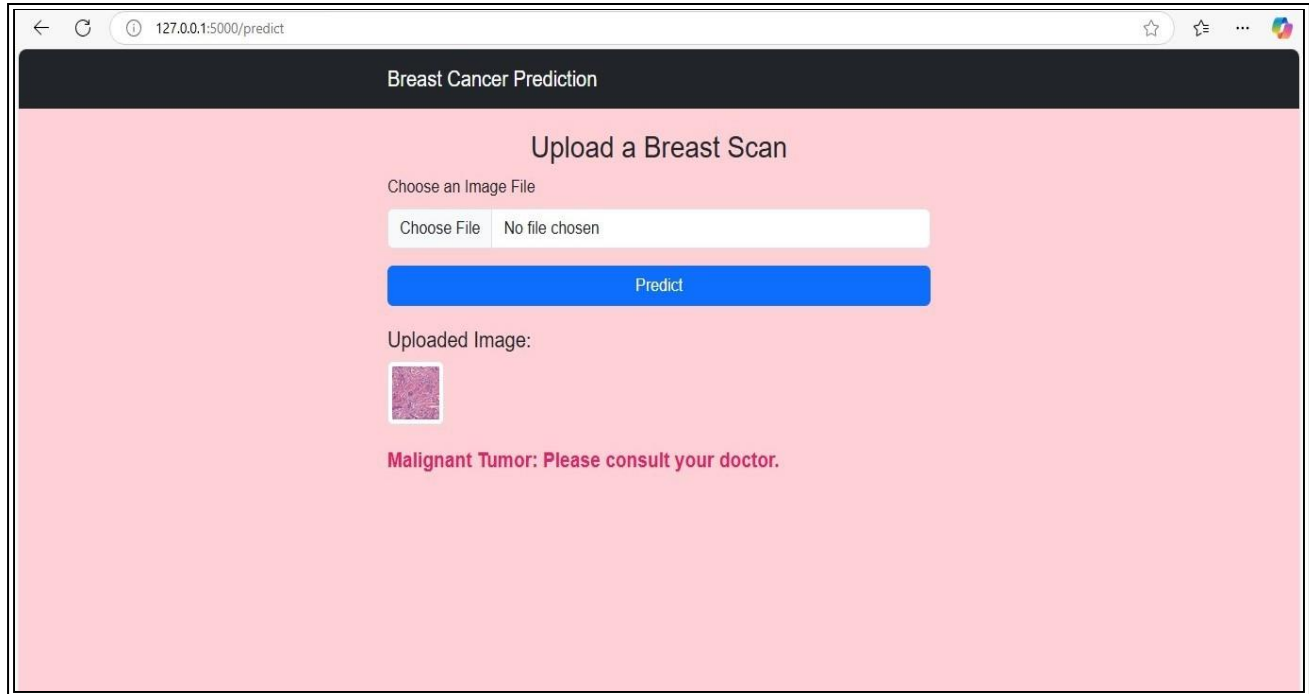 127.0.0.1:5000/predict
Breast Cancer Prediction
Upload a Breast Scan
Choose an Image File
Choose File No file chosen
Predict
Uploaded Image:
Malignant Tumor: Please consult your doctor.